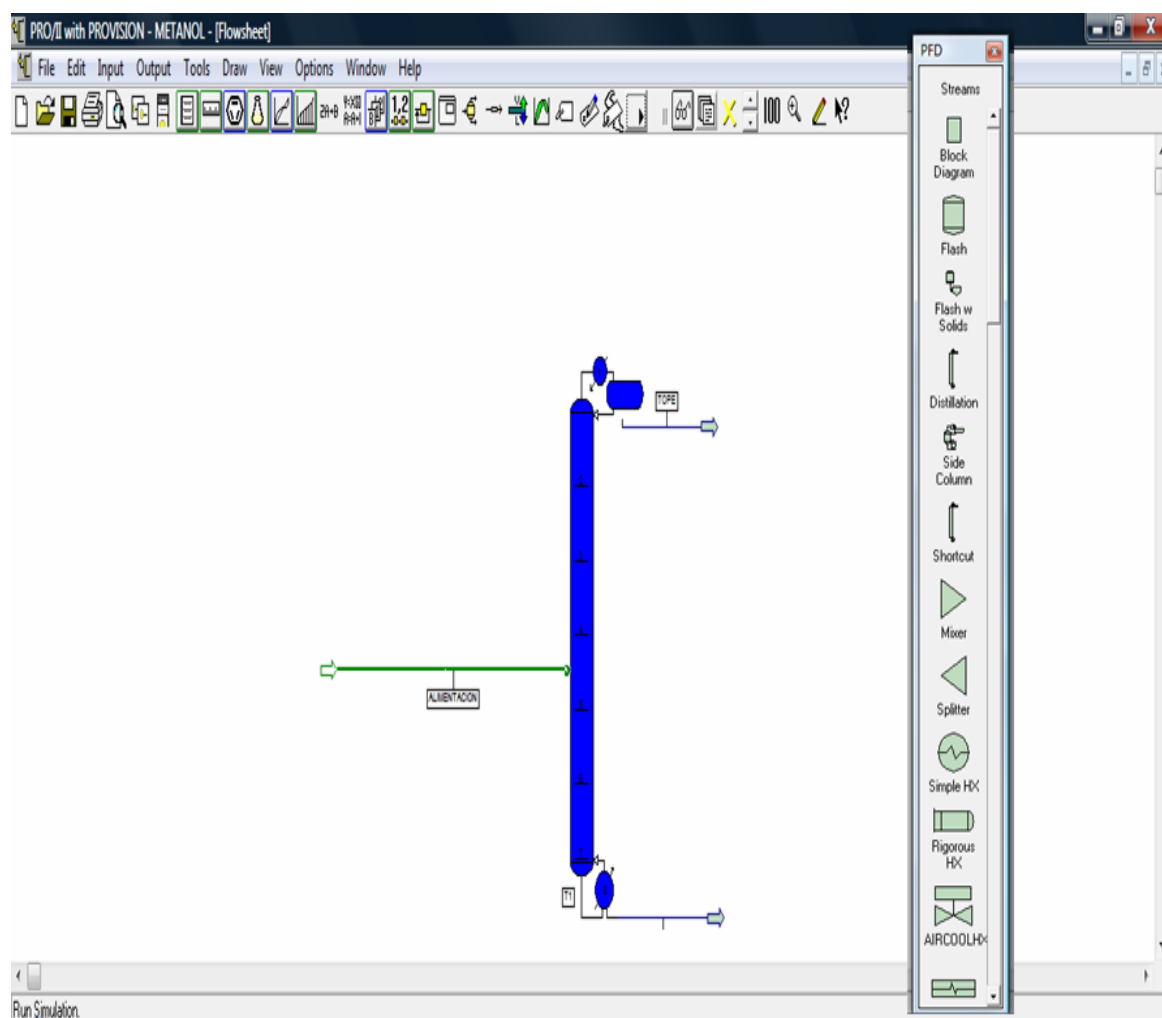 PRO/II with PROVISION - METANOL - [Flowsheet]
File Edit Input Output Tools Draw View Options Window Help
PFD
Streams
Block
Diagram
Flash
Flash w
Solids
Distillation
Side
Column
Shortcut
Mixer
Splitter
Simple HX
Rigorous
HX
AIRCOOLHX
TOPE
ALIMENTACION
T1
Run Simulation.